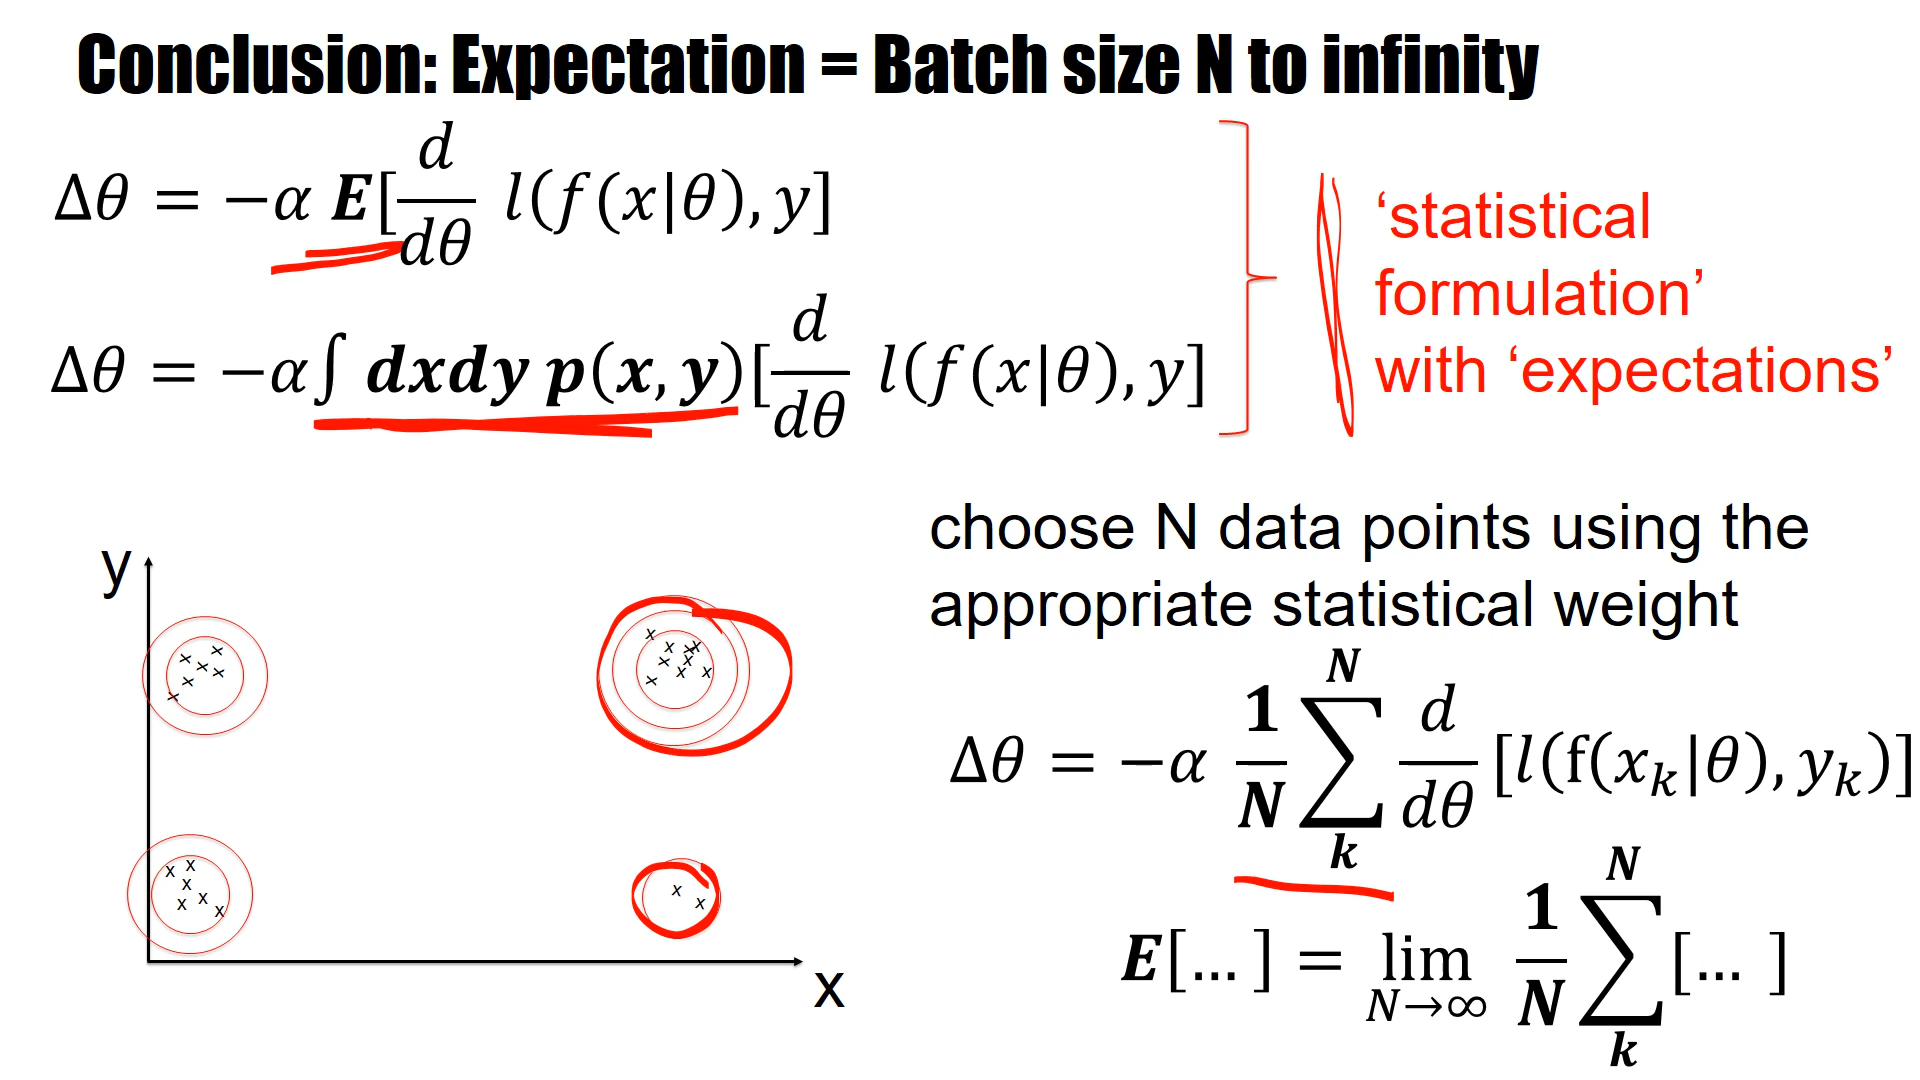 Conclusion: Expectation = Batch size N to infinity
Δθ = −α E[d/dθ l(f(x|θ), y]
Δθ = −α∫ dxdy p(x, y)[d/dθ l(f(x|θ), y]
‘statistical
formulation’
with ‘expectations’
choose N data points using the
appropriate statistical weight
Δθ = −α 1/N ∑_k^N d/dθ [l(f(x_k|θ), y_k)]
E[… ] = lim_{N→∞} 1/N ∑_k^N [… ]
y
x